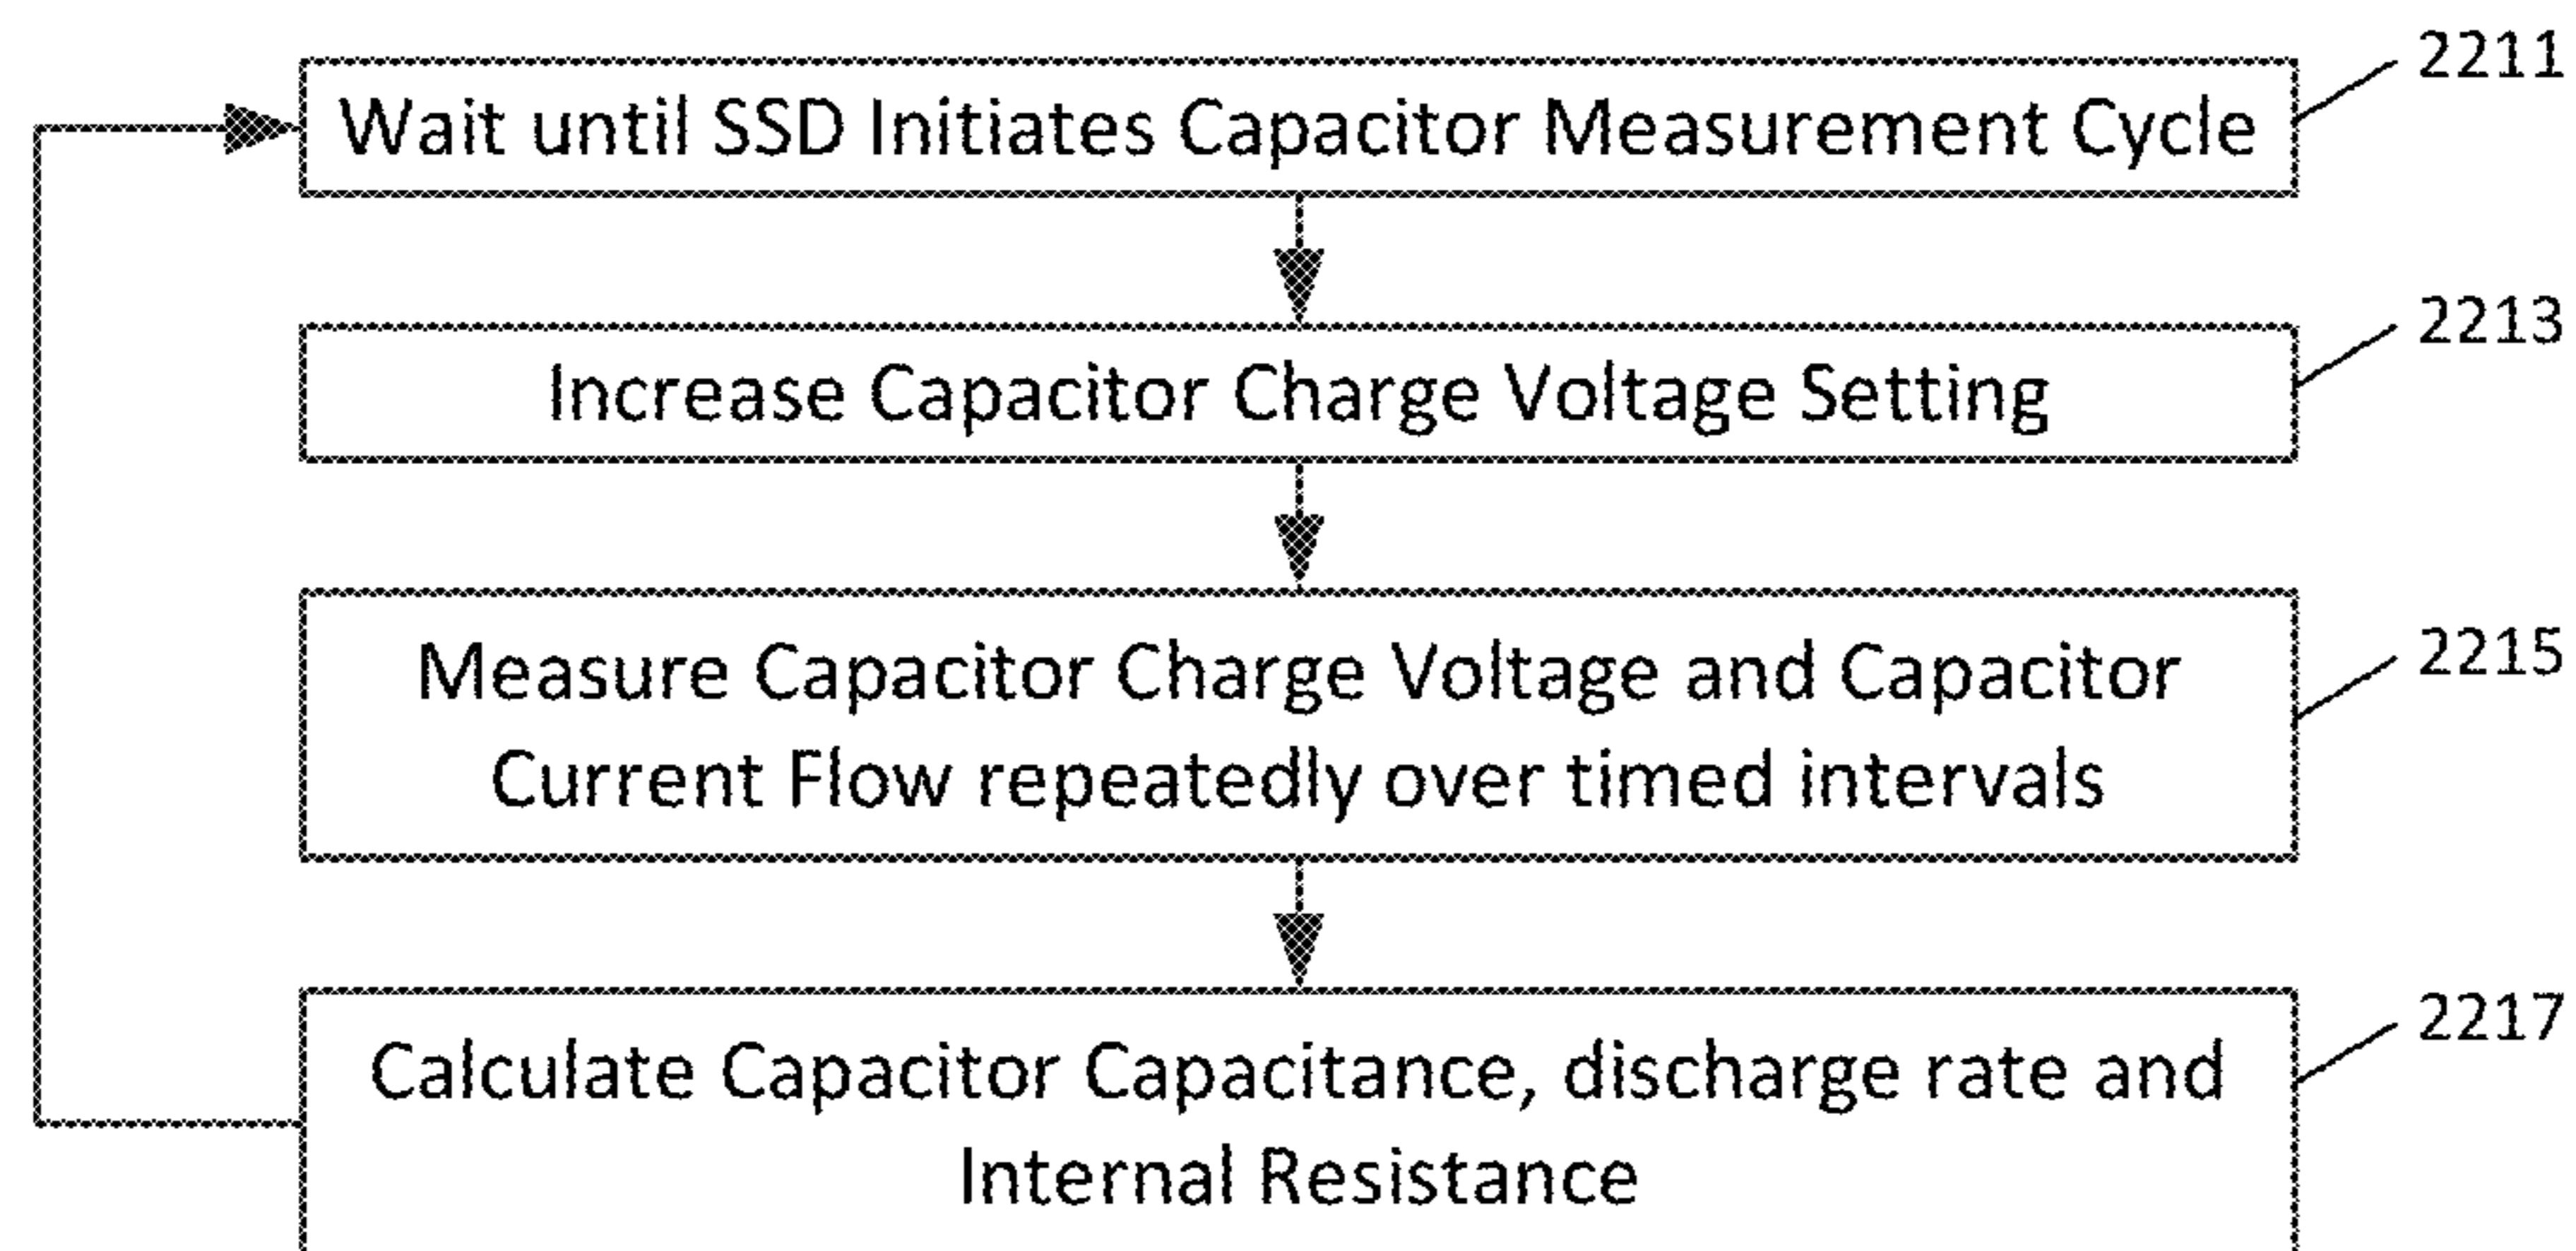 Wait until SSD Initiates Capacitor Measurement Cycle
2211
Increase Capacitor Charge Voltage Setting
2213
Measure Capacitor Charge Voltage and Capacitor
Current Flow repeatedly over timed intervals
2215
Calculate Capacitor Capacitance, discharge rate and
Internal Resistance
2217